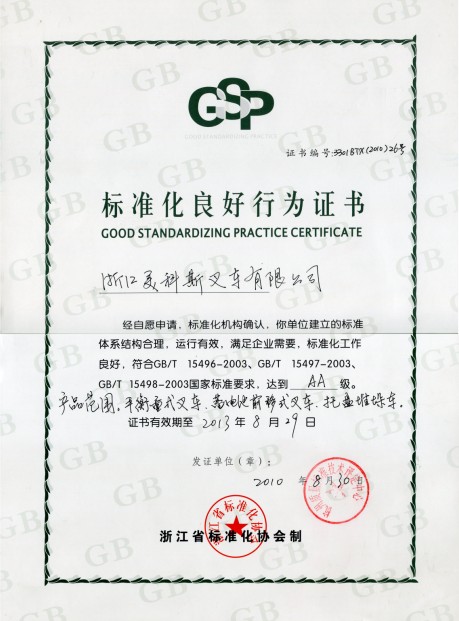 GSP
证书编号:3301BTX(2010)26号
标准化良好行为证书
GOOD STANDARDIZING PRACTICE CERTIFICATE
浙江美科斯叉车有限公司
经自愿申请，标准化机构确认，你单位建立的标准
体系结构合理，运行有效，满足企业需要，标准化工作
良好，符合GB/T 15496-2003、GB/T 15497-2003、
GB/T 15498-2003国家标准要求，达到 AA 级。
产品范围：平衡重式叉车、蓄电池前移式叉车、托盘堆垛车。
证书有效期至 2013 年 8 月 29 日
发证单位（章）：
2010 年 8 月 30 日
浙江省标准化协会
浙江省标准化协会制